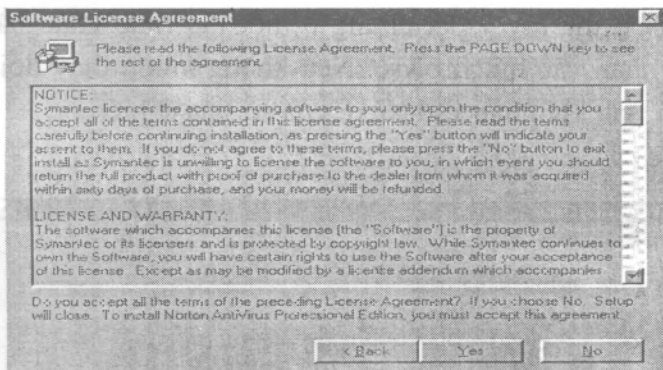 Software License Agreement
Please read the following License Agreement. Press the PAGE DOWN key to see
the rest of the agreement.
NOTICE:
Symantec licenses the accompanying software to you only upon the condition that you
accept all of the terms contained in this license agreement. Please read the terms
carefully before continuing installation, as pressing the "Yes" button will indicate your
assent to them. If you do not agree to these terms, please press the "No" button to exit
install as Symantec is unwilling to license the software to you, in which event you should
return the full product with proof of purchase to the dealer from whom it was acquired
within sixty days of purchase, and your money will be refunded.
LICENSE AND WARRANTY:
The software which accompanies this license (the "Software") is the property of
Symantec or its licensers and is protected by copyright law. While Symantec continues to
own the Software, you will have certain rights to use the Software after your acceptance
of this license. Except as may be modified by a license addendum which accompanies
Do you accept all the terms of the preceding License Agreement? If you choose No, Setup
will close. To install Norton AntiVirus Professional Edition, you must accept this agreement.
< Back
Yes
No